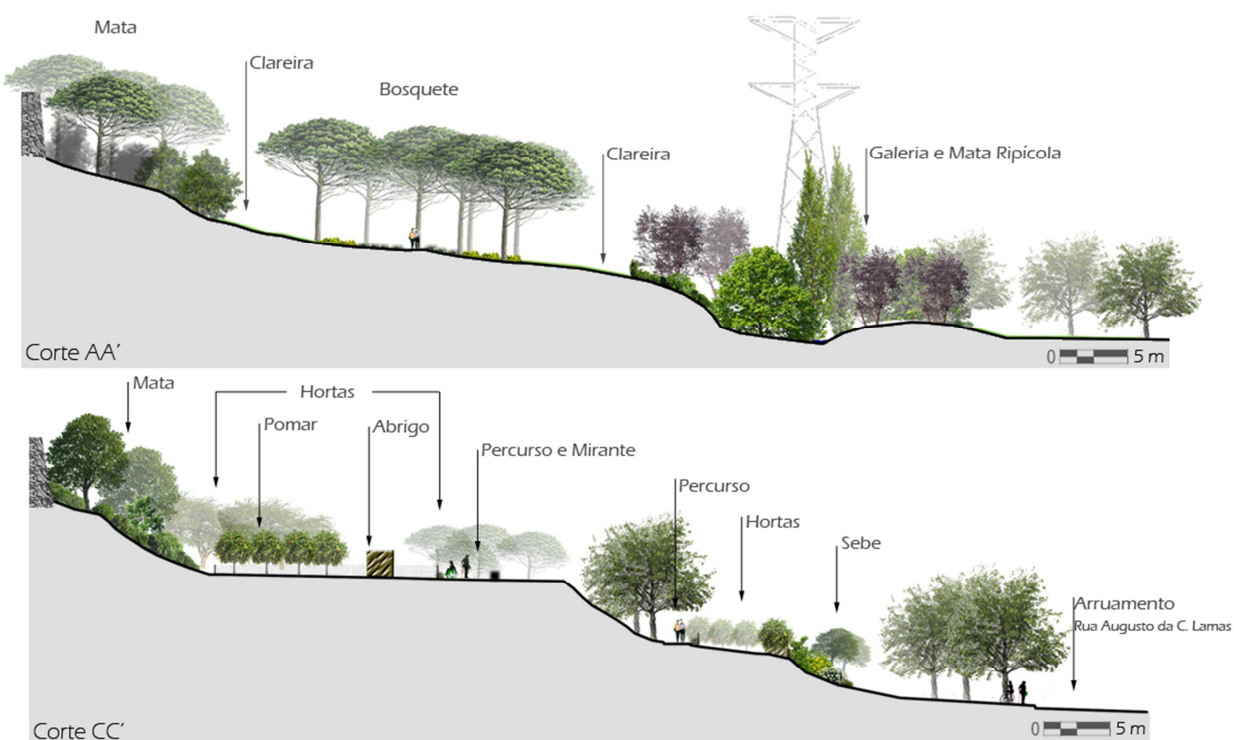 Mata
Clareira
Bosquete
Clareira
Galeria e Mata Ripícola
Corte AA’
0 5 m
Mata
Hortas
Pomar
Abrigo
Percurso e Mirante
Percurso
Hortas
Sebe
Arruamento
Rua Augusto da C. Lamas
Corte CC’
0 5 m